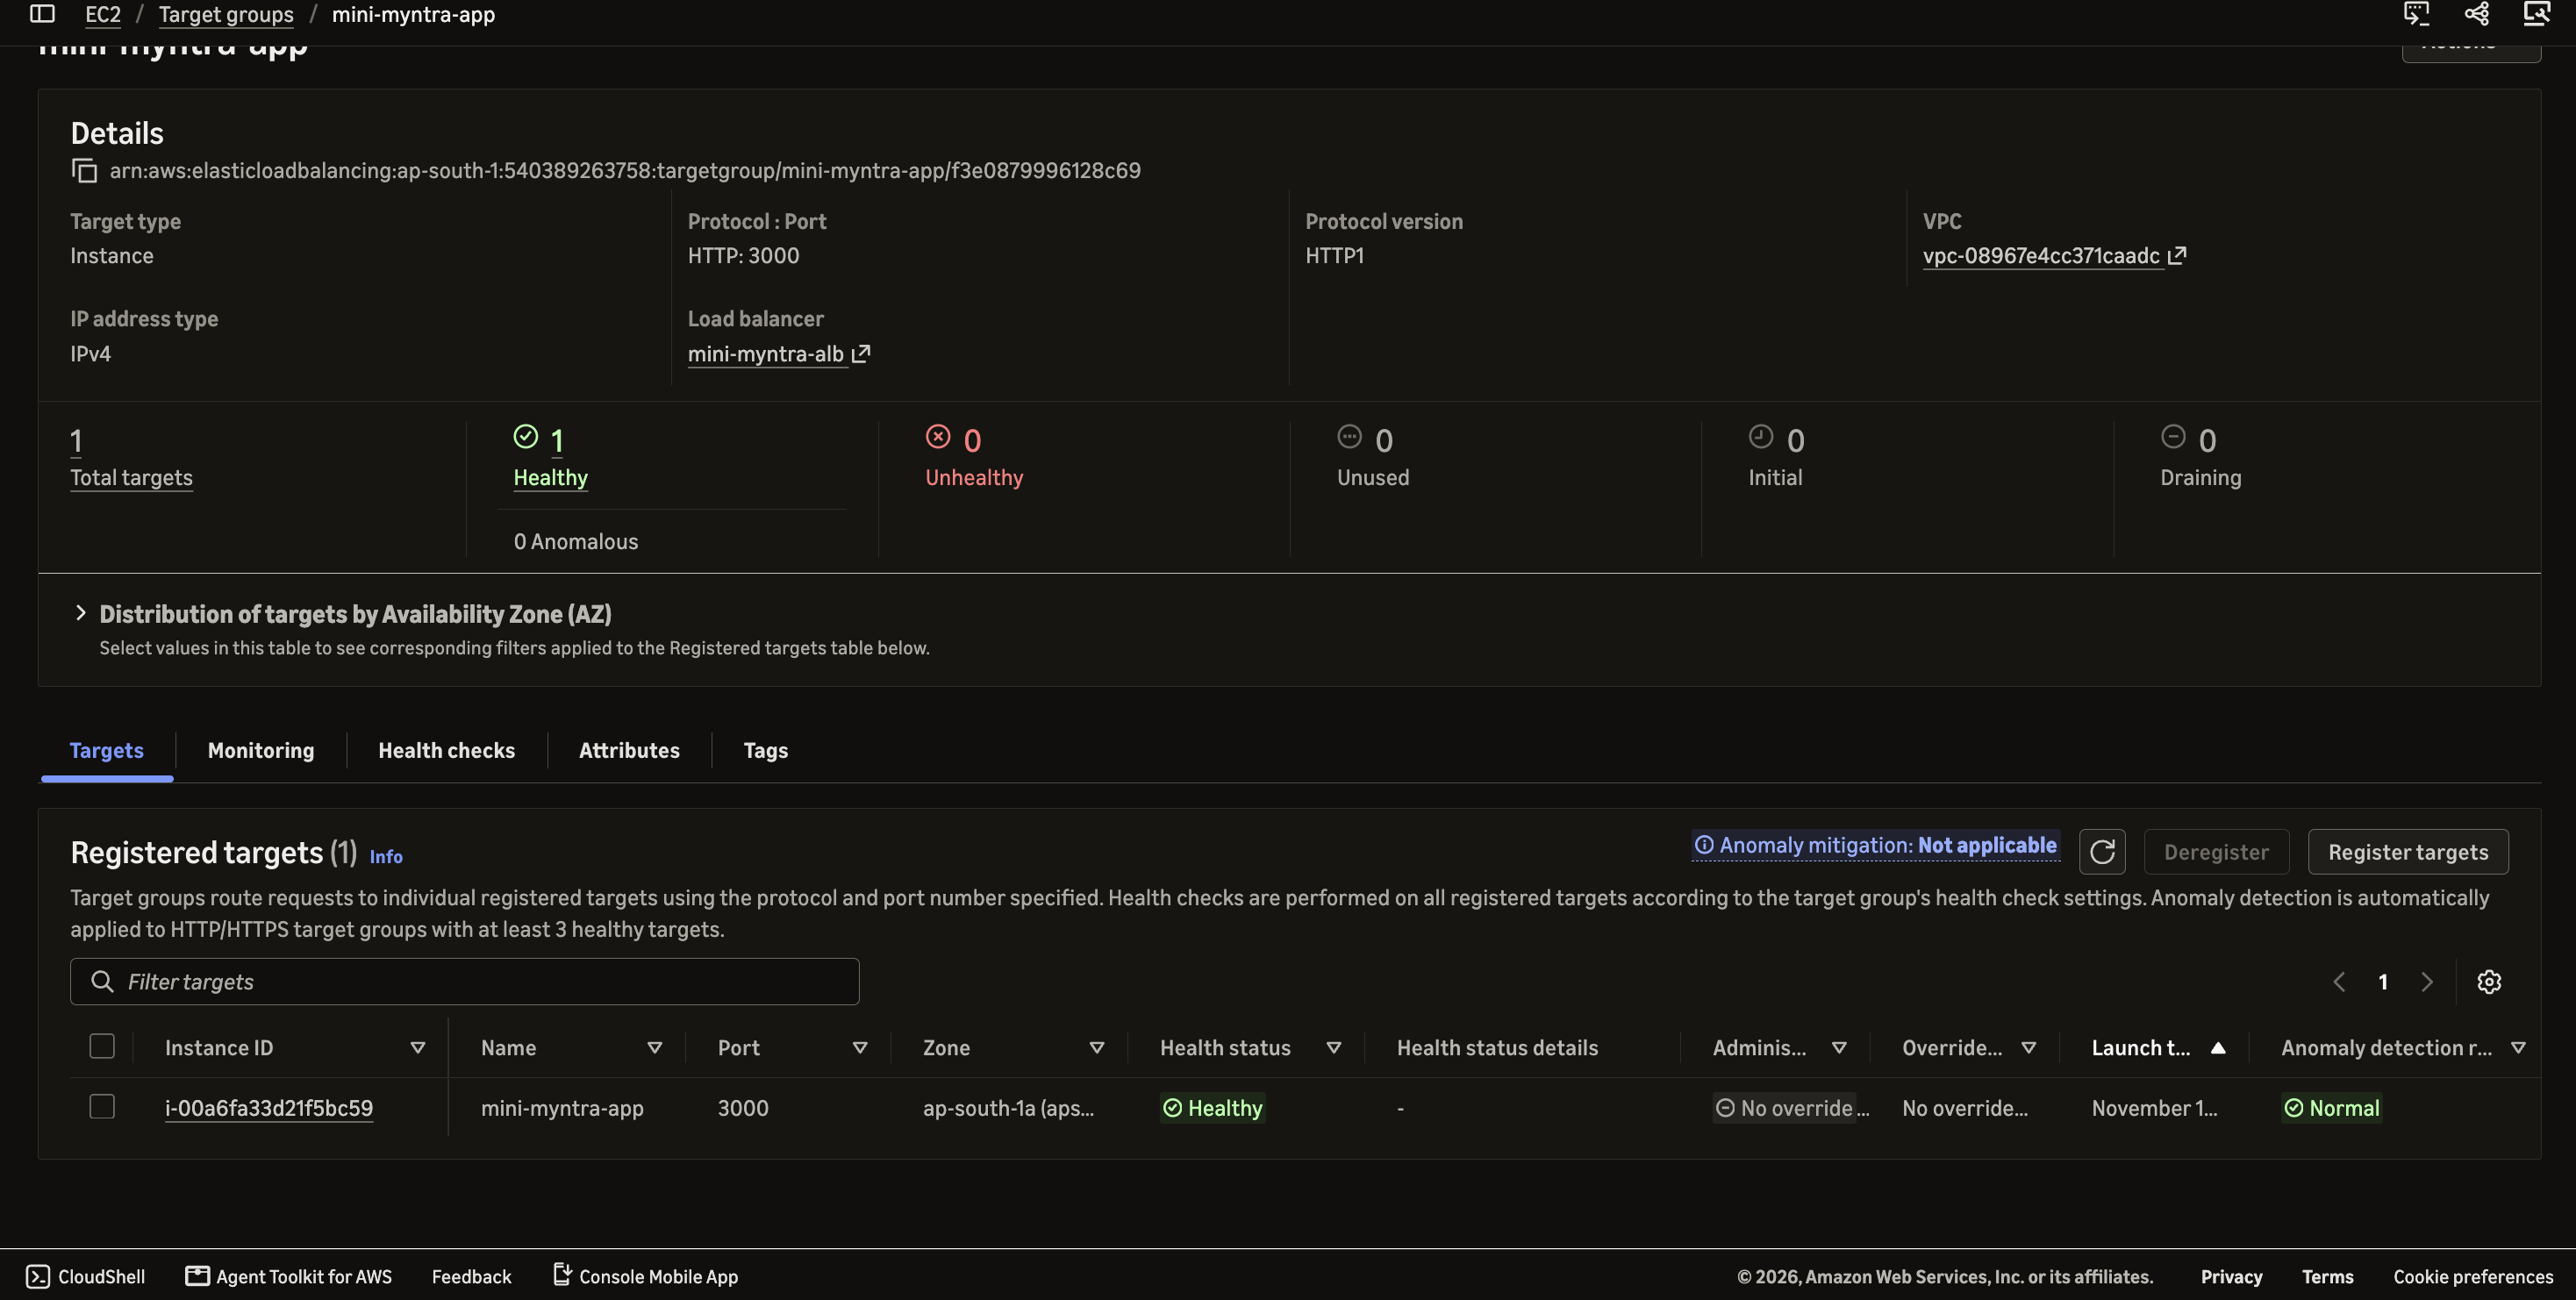 EC2 / Target groups / mini-myntra-app
mini-myntra-app
Actions
Details
arn:aws:elasticloadbalancing:ap-south-1:540389263758:targetgroup/mini-myntra-app/f3e0879996128c69
Target type
Instance
Protocol : Port
HTTP: 3000
Protocol version
HTTP1
VPC
vpc-08967e4cc371caadc
IP address type
IPv4
Load balancer
mini-myntra-alb
1
Total targets
1
Healthy
0 Anomalous
0
Unhealthy
0
Unused
0
Initial
0
Draining
Distribution of targets by Availability Zone (AZ)
Select values in this table to see corresponding filters applied to the Registered targets table below.
Targets Monitoring Health checks Attributes Tags
Registered targets (1) Info
Anomaly mitigation: Not applicable
Deregister
Register targets
Target groups route requests to individual registered targets using the protocol and port number specified. Health checks are performed on all registered targets according to the target group's health check settings. Anomaly detection is automatically
applied to HTTP/HTTPS target groups with at least 3 healthy targets.
Filter targets
1
Instance ID Name Port Zone Health status Health status details Adminis... Override... Launch t... Anomaly detection r...
i-00a6fa33d21f5bc59 mini-myntra-app 3000 ap-south-1a (aps... Healthy - No override ... No override... November 1... Normal
CloudShell Agent Toolkit for AWS Feedback Console Mobile App © 2026, Amazon Web Services, Inc. or its affiliates. Privacy Terms Cookie preferences